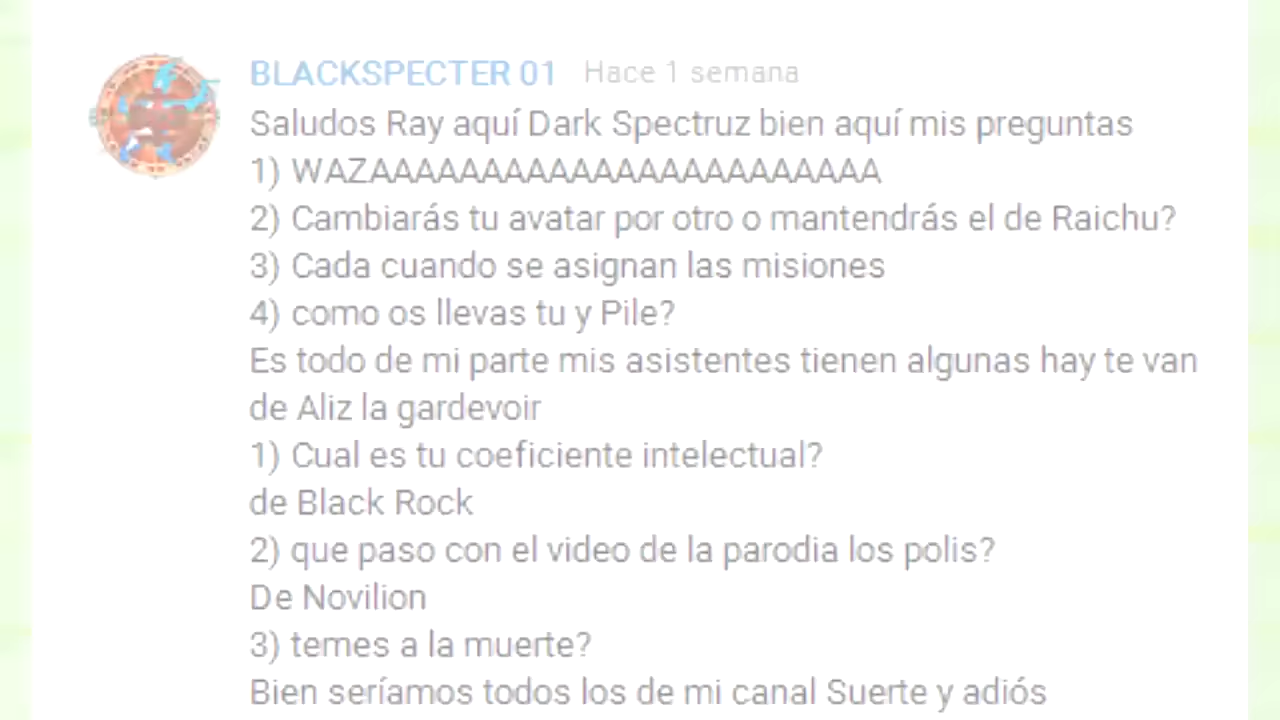 BLACKSPECTER 01 Hace 1 semana
Saludos Ray aquí Dark Spectruz bien aquí mis preguntas
1) WAZAAAAAAAAAAAAAAAAAAAAAAAAAAAA
2) Cambiarás tu avatar por otro o mantendrás el de Raichu?
3) Cada cuando se asignan las misiones
4) como os llevas tu y Pile?
Es todo de mi parte mis asistentes tienen algunas hay te van
de Aliz la gardevoir
1) Cual es tu coeficiente intelectual?
de Black Rock
2) que paso con el video de la parodia los polis?
De Novilion
3) temes a la muerte?
Bien seríamos todos los de mi canal Suerte y adiós